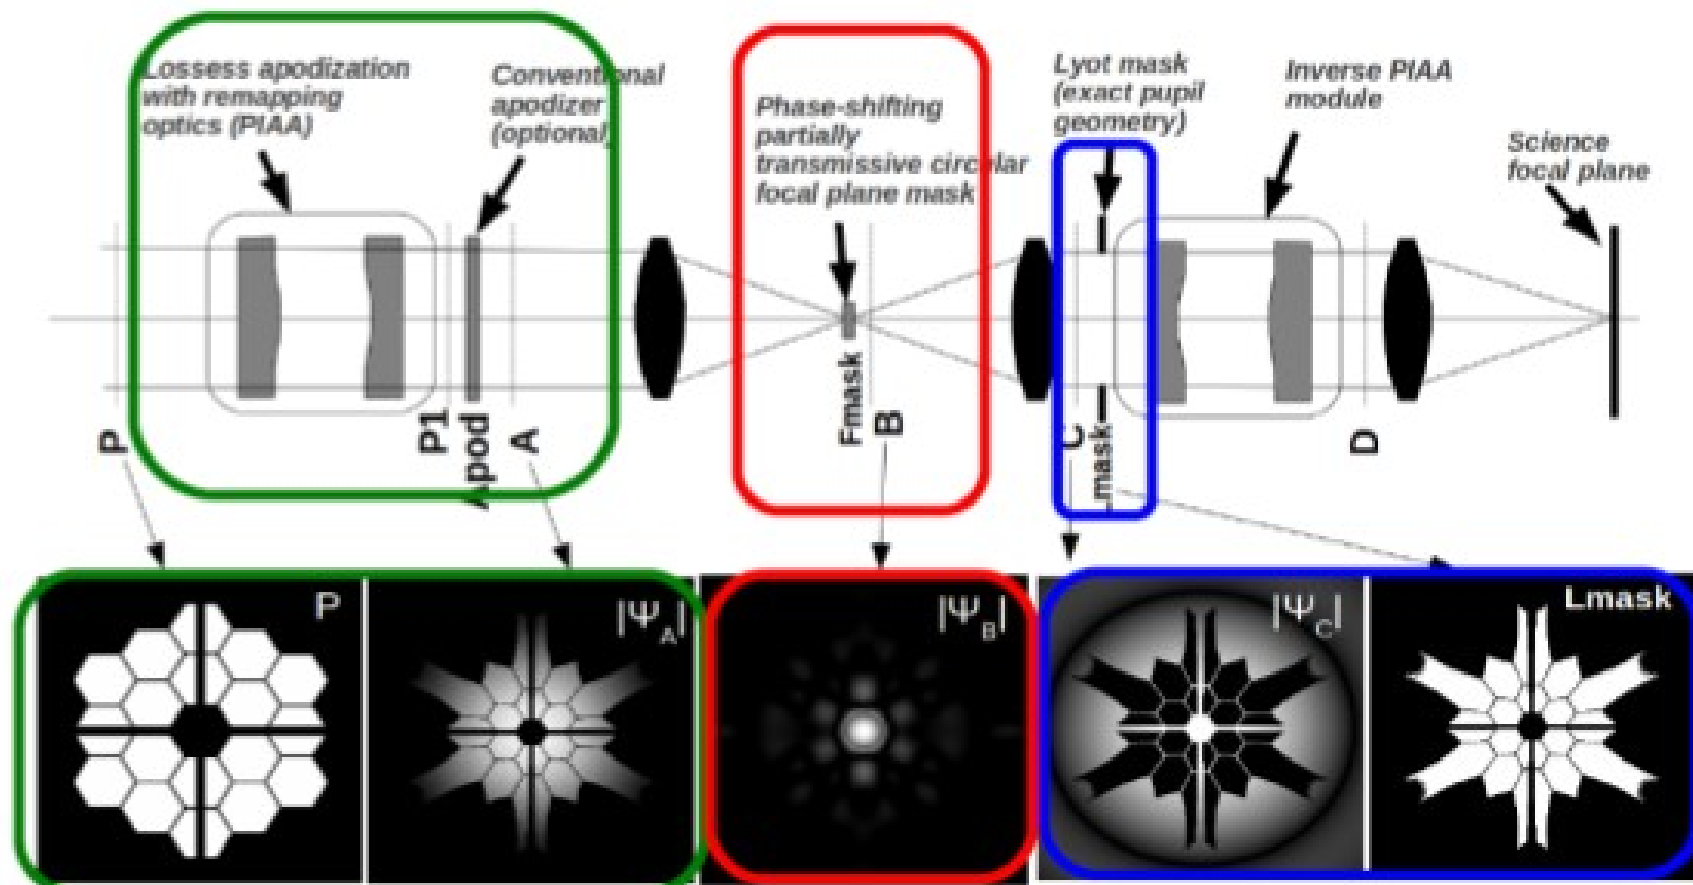 Lossess apodization
with remapping
optics (PIAA)
Conventional
apodizer
(optional)
Phase-shifting
partially
transmissive circular
focal plane mask
Lyot mask
(exact pupil
geometry)
Inverse PIAA
module
Science
focal plane
P
P1
Apod
A
Fmask
B
C
Lmask
D
P
|Ψ_A|
|Ψ_B|
|Ψ_C|
Lmask